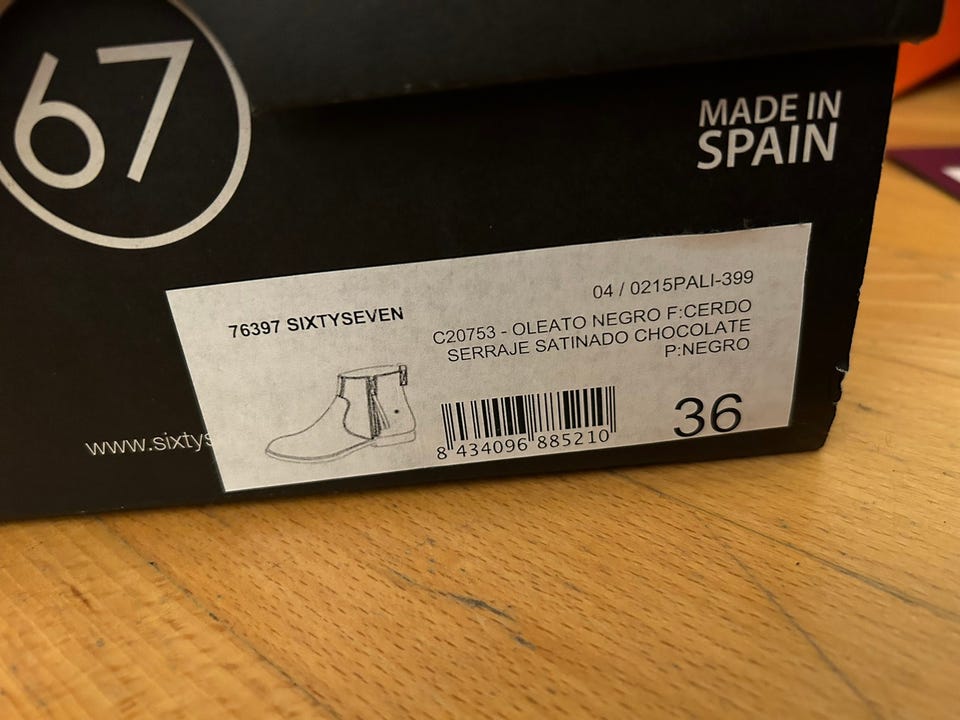 67
MADE IN
SPAIN
76397 SIXTYSEVEN
04 / 0215PALI-399
C20753 - OLEATO NEGRO F:CERDO
SERRAJE SATINADO CHOCOLATE
P:NEGRO
8 434096 885210
36
www.sixtys